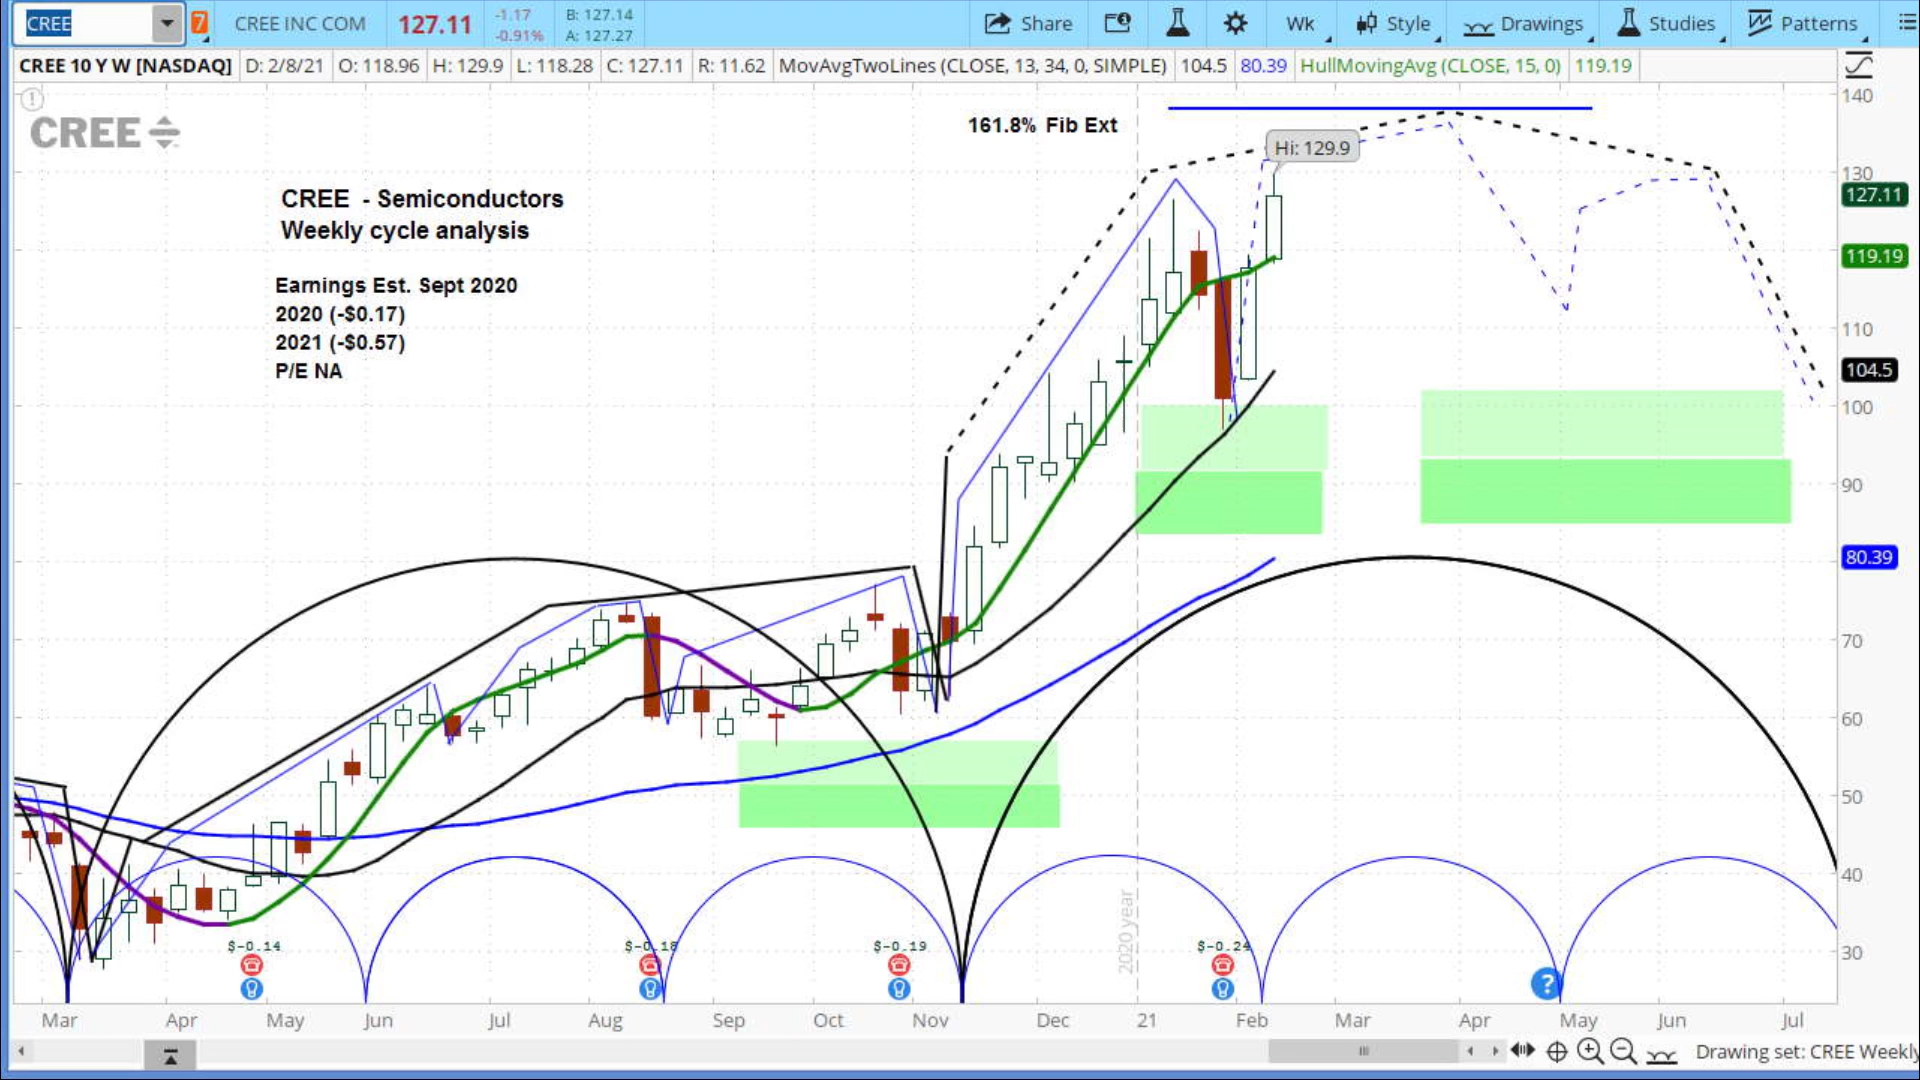 CREE
7
CREE INC COM
127.11
-1.17
-0.91%
B: 127.14
A: 127.27
Share
Wk
Style
Drawings
Studies
Patterns
CREE 10 Y W [NASDAQ]
D: 2/8/21
O: 118.96
H: 129.9
L: 118.28
C: 127.11
R: 11.62
MovAvgTwoLines (CLOSE, 13, 34, 0, SIMPLE)
104.5
80.39
HullMovingAvg (CLOSE, 15, 0)
119.19
CREE
161.8% Fib Ext
Hi: 129.9
CREE - Semiconductors
Weekly cycle analysis
Earnings Est. Sept 2020
2020 (-$0.17)
2021 (-$0.57)
P/E NA
140
130
127.11
119.19
110
104.5
100
90
80.39
70
60
50
40
30
2020 year
$-0.14
$-0.18
$-0.19
$-0.24
?
Mar
Apr
May
Jun
Jul
Aug
Sep
Oct
Nov
Dec
21
Feb
Mar
Apr
May
Jun
Jul
Drawing set: CREE Weekly